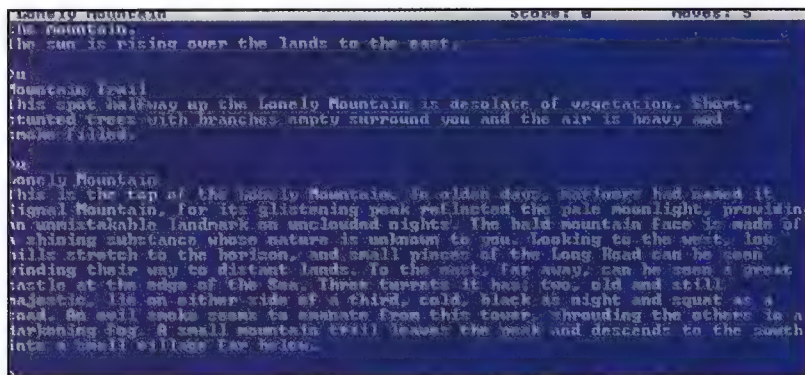 Lonely Mountain Score: 0 Moves: 5
the mountain.
The sun is rising over the lands to the east.
>u
Mountain Trail
This spot halfway up the Lonely Mountain is desolate of vegetation. Short,
stunted trees with branches empty surround you and the air is heavy and
smoke filled.
>u
Lonely Mountain
This is the top of the Lonely Mountain. In olden days, mariners had named it
Signal Mountain, for its glistening peak reflected the pale moonlight, providing
an unmistakable landmark on unclouded nights. The bald mountain face is made of
a shining substance whose nature is unknown to you. Looking to the west, low
hills stretch to the horizon, and small pieces of the Long Road can be seen
winding their way to distant lands. To the east, far away, can be seen a great
castle at the edge of the Sea. Three turrets it has: two, old and still
majestic, lie on either side of a third, cold, black as night and squat as a
toad. An evil smoke seems to emanate from this tower, shrouding the others in a
darkening fog. A small mountain trail leaves the peak and descends to the south
into a small village far below.